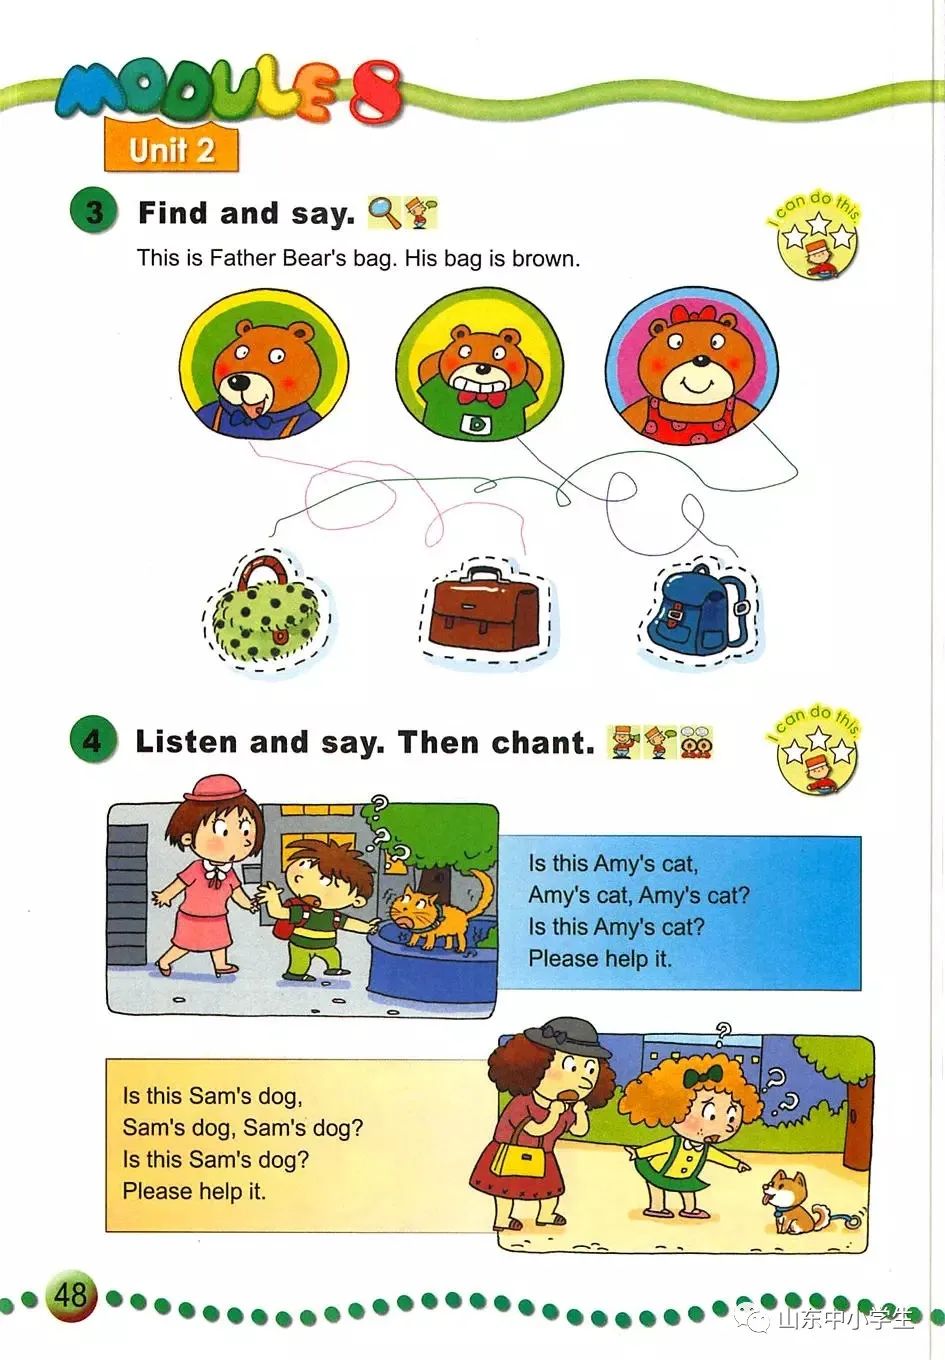 MODULE 8
Unit 2
3 Find and say.
I can do this.
This is Father Bear's bag. His bag is brown.
D
4 Listen and say. Then chant.
I can do this.
Is this Amy's cat,
Amy's cat, Amy's cat?
Is this Amy's cat?
Please help it.
Is this Sam's dog,
Sam's dog, Sam's dog?
Is this Sam's dog?
Please help it.
48
山东中小学生